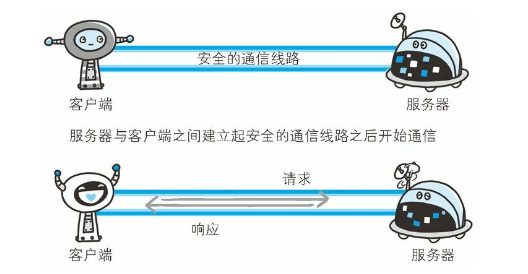 安全的通信线路
客户端
服务器
服务器与客户端之间建立起安全的通信线路之后开始通信
请求
响应
客户端
服务器